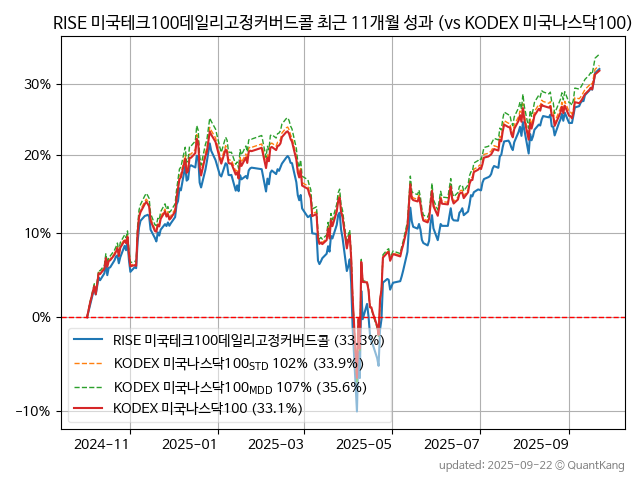 RISE 미국테크100데일리고정커버드콜 최근 11개월 성과 (vs KODEX 미국나스닥100)
30%
20%
10%
0%
−10%
RISE 미국테크100데일리고정커버드콜 (33.3%)
KODEX 미국나스닥100STD 102% (33.9%)
KODEX 미국나스닥100MDD 107% (35.6%)
KODEX 미국나스닥100 (33.1%)
2024−11 2025−01 2025−03 2025−05 2025−07 2025−09
updated: 2025-09-22 © QuantKang